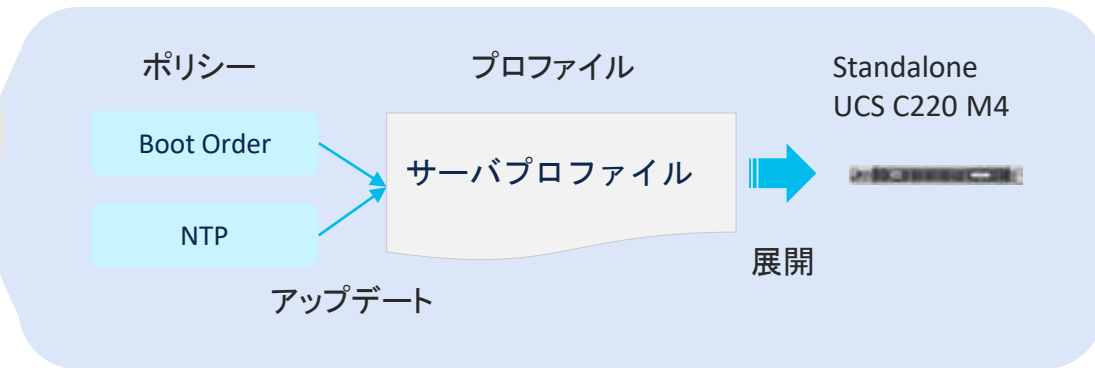 ポリシー
プロファイル
Standalone
UCS C220 M4
Boot Order
サーバプロファイル
NTP
展開
アップデート